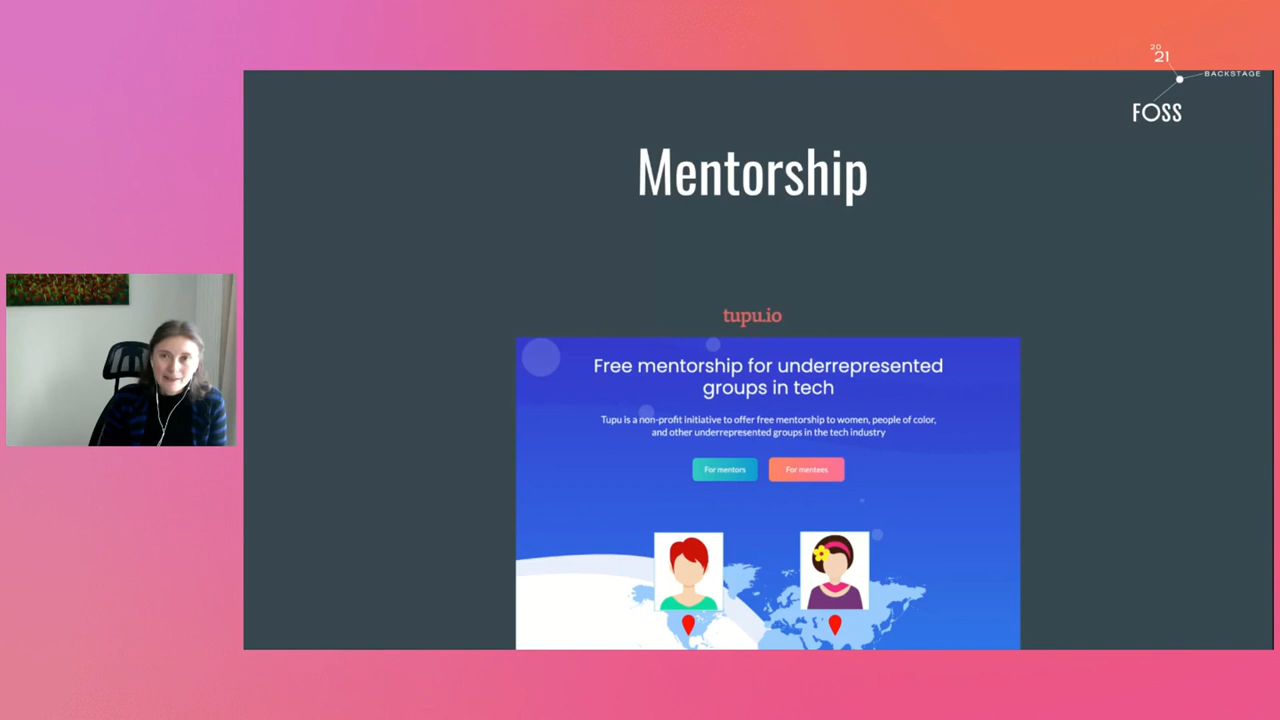 20
21
BACKSTAGE
FOSS
Mentorship
tupu.io
Free mentorship for underrepresented
groups in tech
Tupu is a non-profit initiative to offer free mentorship to women, people of color,
and other underrepresented groups in the tech industry
For mentors
For mentees